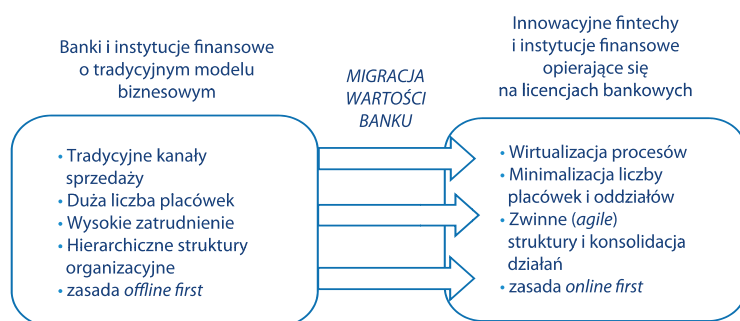 Banki i instytucje finansowe
o tradycyjnym modelu
biznesowym
MIGRACJA
WARTOŚCI
BANKU
Innowacyjne fintechy
i instytucje finansowe
opierające się
na licencjach bankowych
• Tradycyjne kanały
sprzedaży
• Duża liczba placówek
• Wysokie zatrudnienie
• Hierarchiczne struktury
organizacyjne
• zasada offline first
• Wirtualizacja procesów
• Minimalizacja liczby
placówek i oddziałów
• Zwinne (agile)
struktury i konsolidacja
działań
• zasada online first